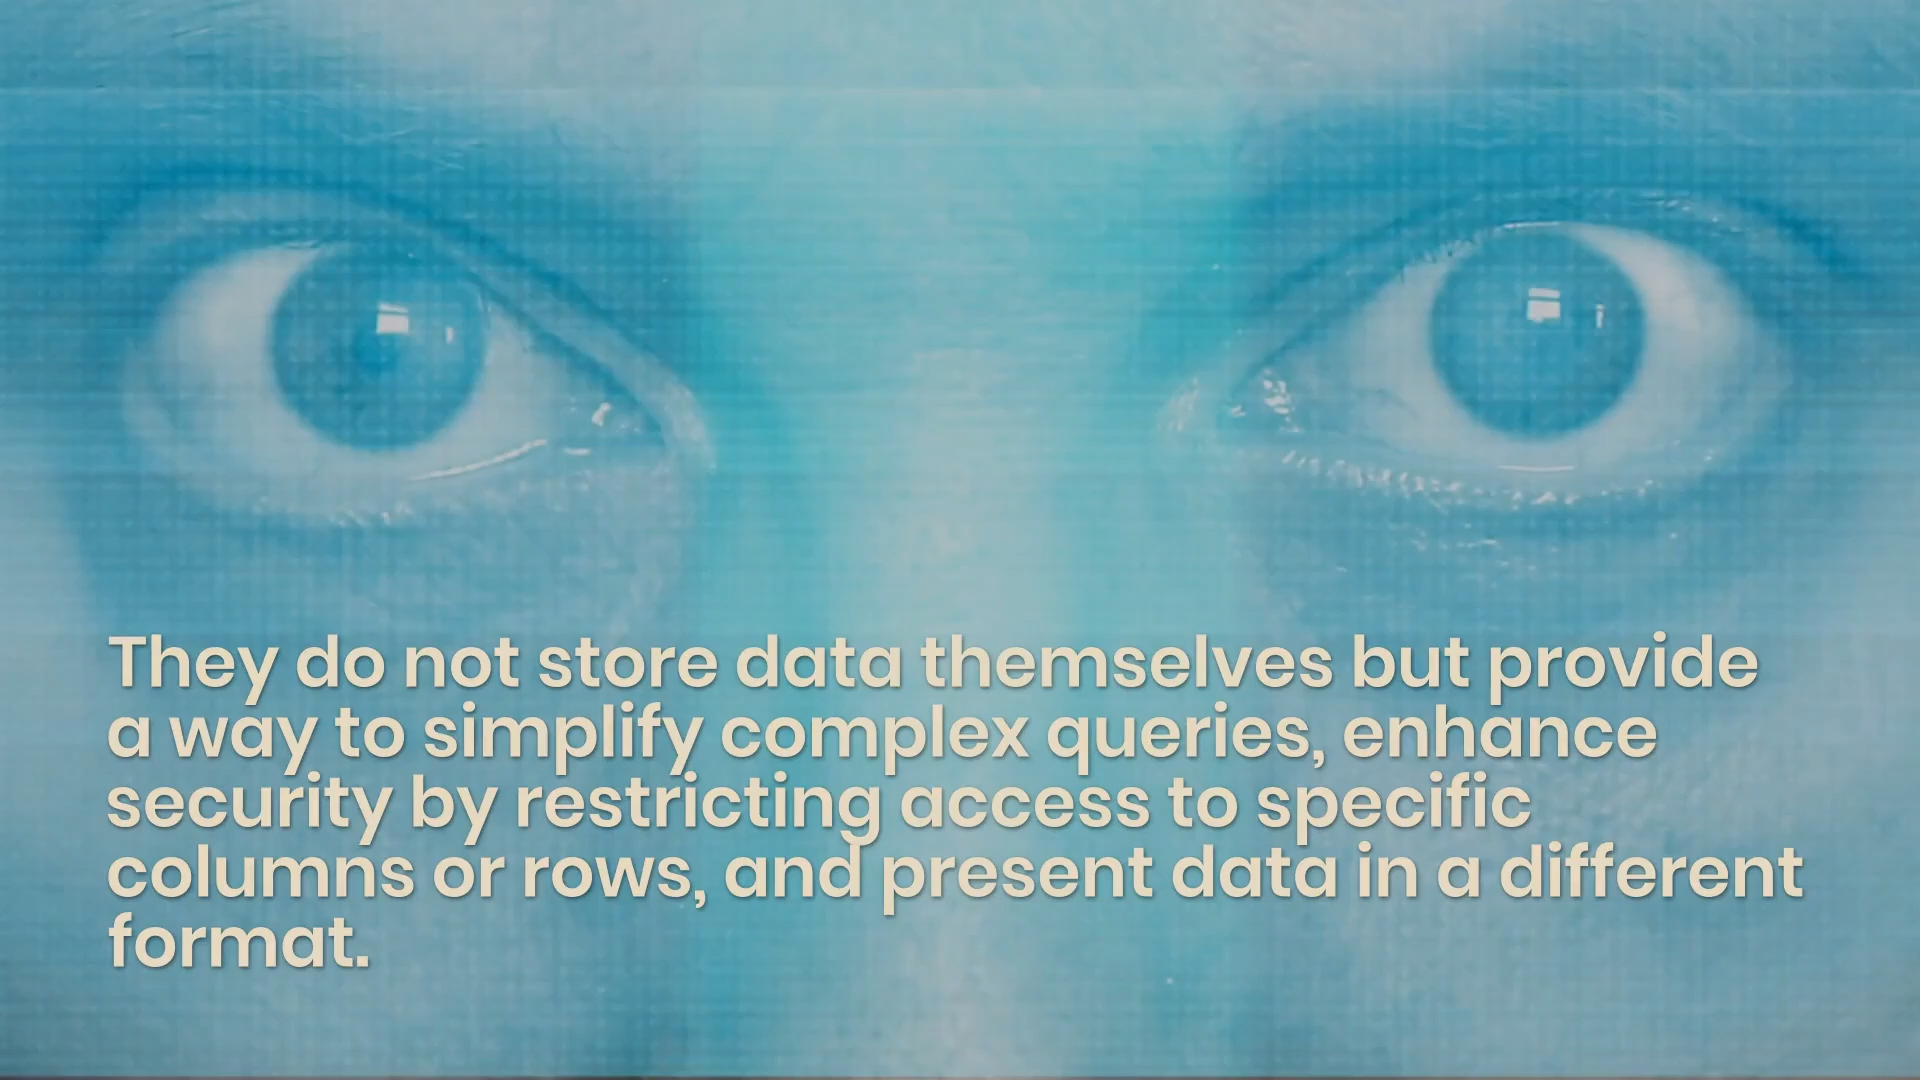 They do not store data themselves but provide
a way to simplify complex queries, enhance
security by restricting access to specific
columns or rows, and present data in a different
format.